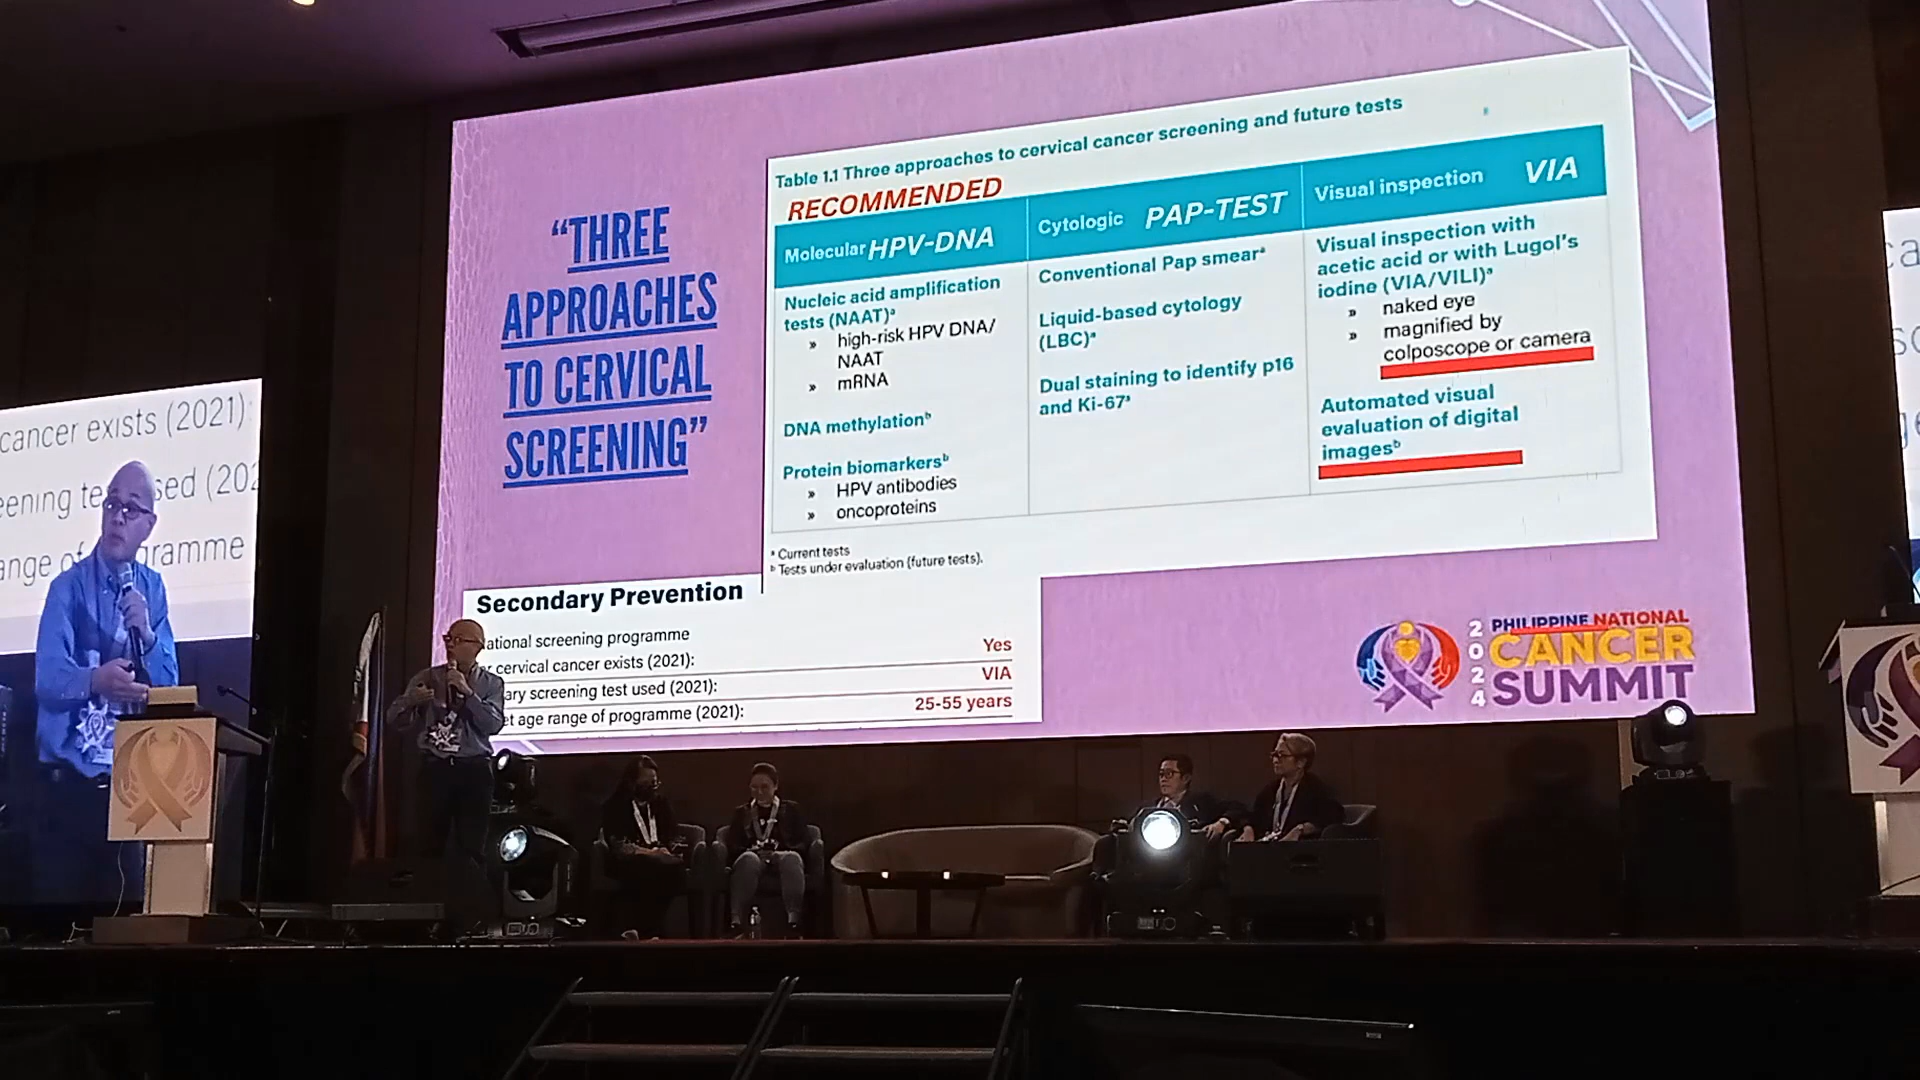 “THREE
APPROACHES
TO CERVICAL
SCREENING”
Table 1.1 Three approaches to cervical cancer screening and future tests
RECOMMENDED
Molecular HPV-DNA
Nucleic acid amplification
tests (NAAT)ᵃ
» high-risk HPV DNA/
NAAT
» mRNA
DNA methylationᵇ
Protein biomarkersᵇ
» HPV antibodies
» oncoproteins
Cytologic PAP-TEST
Conventional Pap smearᵃ
Liquid-based cytology
(LBC)ᵃ
Dual staining to identify p16
and Ki-67ᵃ
Visual inspection VIA
Visual inspection with
acetic acid or with Lugol’s
iodine (VIA/VILI)ᵃ
» naked eye
» magnified by
colposcope or camera
Automated visual
evaluation of digital
imagesᵇ
ᵃ Current tests
ᵇ Tests under evaluation (future tests).
Secondary Prevention
ational screening programme
cervical cancer exists (2021): Yes
ary screening test used (2021): VIA
et age range of programme (2021): 25-55 years
2024
PHILIPPINE NATIONAL
CANCER
SUMMIT
cancer exists (2021):
eening te sed (202
ange of gramme